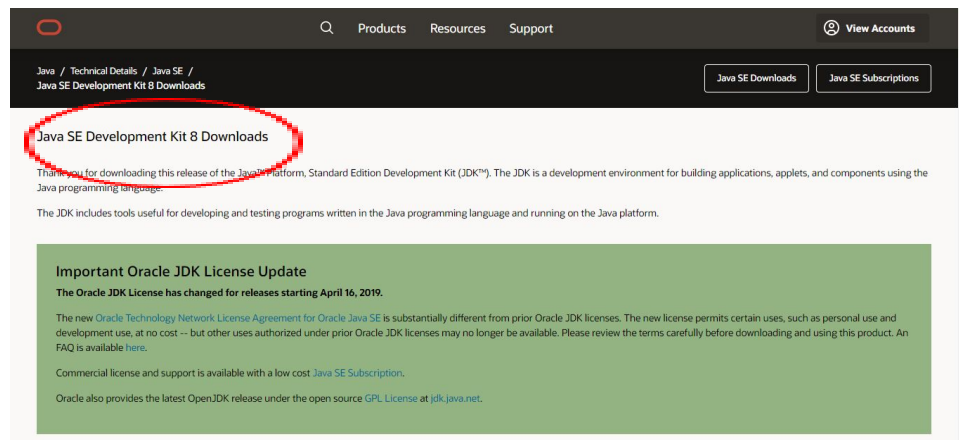 Products Resources Support
View Accounts
Java / Technical Details / Java SE /
Java SE Development Kit 8 Downloads
Java SE Downloads
Java SE Subscriptions
Java SE Development Kit 8 Downloads
Thank you for downloading this release of the Java™ Platform, Standard Edition Development Kit (JDK™). The JDK is a development environment for building applications, applets, and components using the
Java programming language.
The JDK includes tools useful for developing and testing programs written in the Java programming language and running on the Java platform.
Important Oracle JDK License Update
The Oracle JDK License has changed for releases starting April 16, 2019.
The new Oracle Technology Network License Agreement for Oracle Java SE is substantially different from prior Oracle JDK licenses. The new license permits certain uses, such as personal use and
development use, at no cost -- but other uses authorized under prior Oracle JDK licenses may no longer be available. Please review the terms carefully before downloading and using this product. An
FAQ is available here.
Commercial license and support is available with a low cost Java SE Subscription.
Oracle also provides the latest OpenJDK release under the open source GPL License at jdk.java.net.